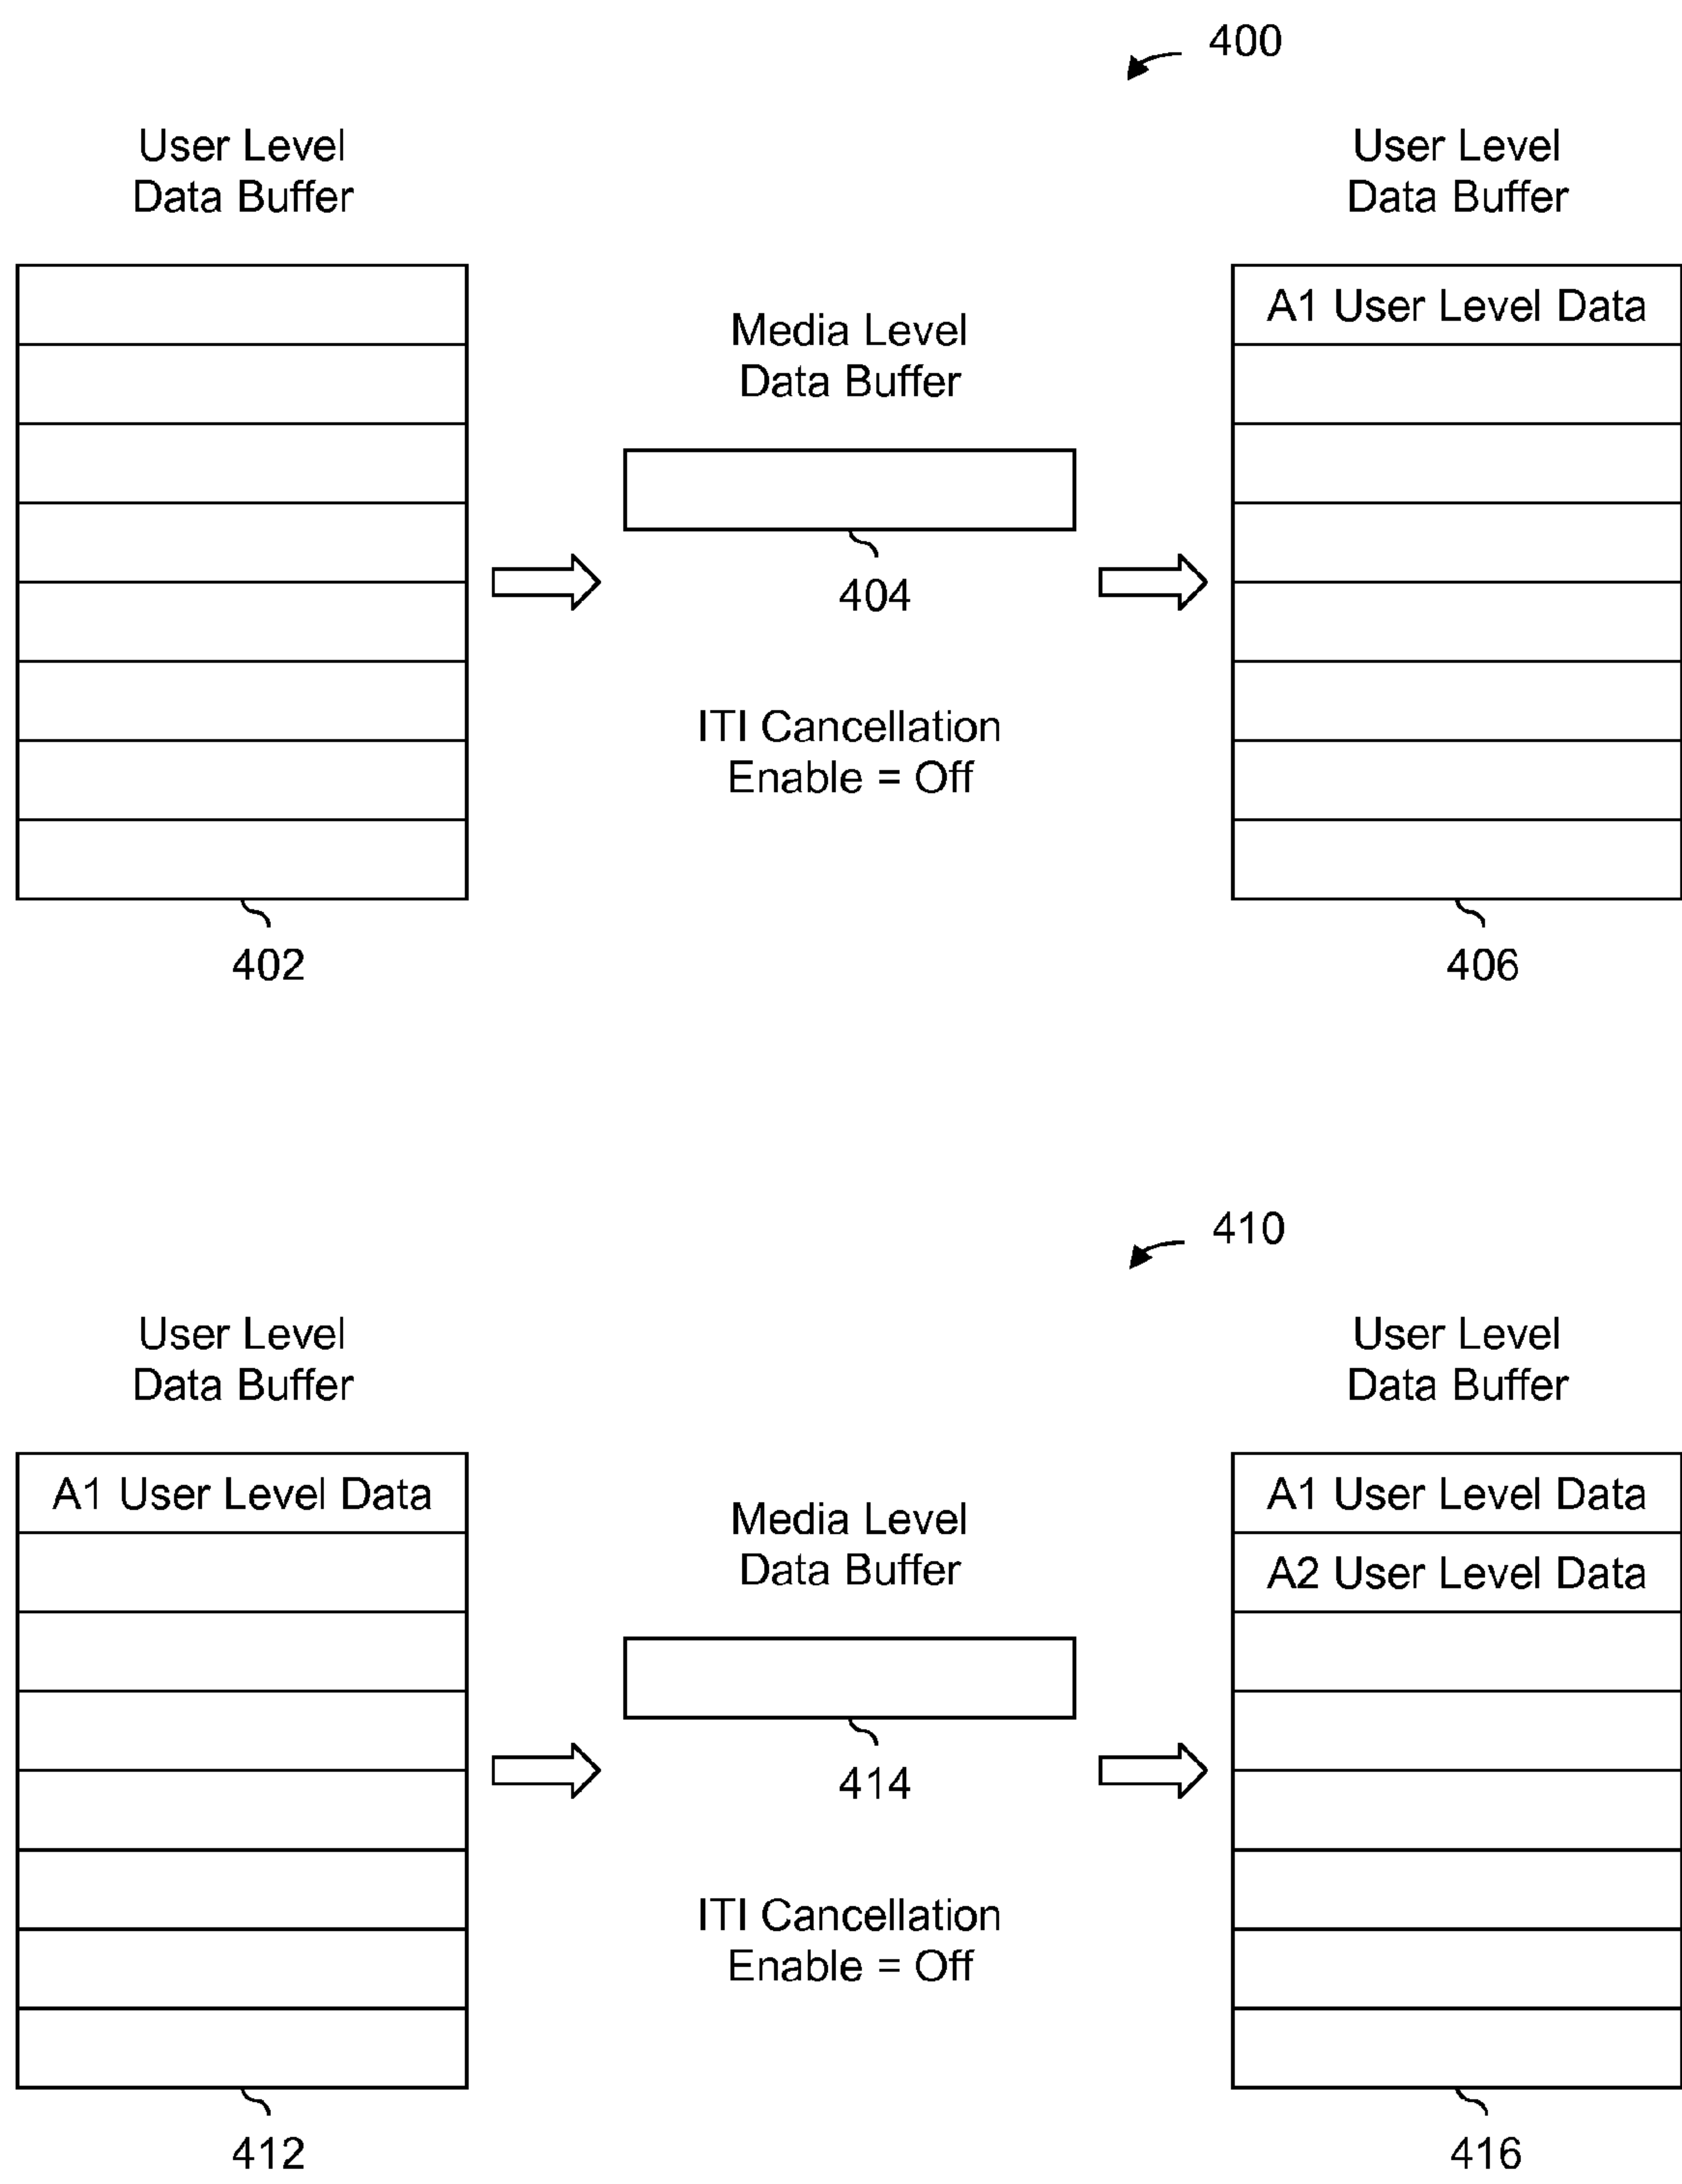 400
User Level
Data Buffer
User Level
Data Buffer
Media Level
Data Buffer
A1 User Level Data
404
ITI Cancellation
Enable = Off
402
406
410
User Level
Data Buffer
User Level
Data Buffer
A1 User Level Data
Media Level
Data Buffer
A1 User Level Data
A2 User Level Data
414
ITI Cancellation
Enable = Off
412
416